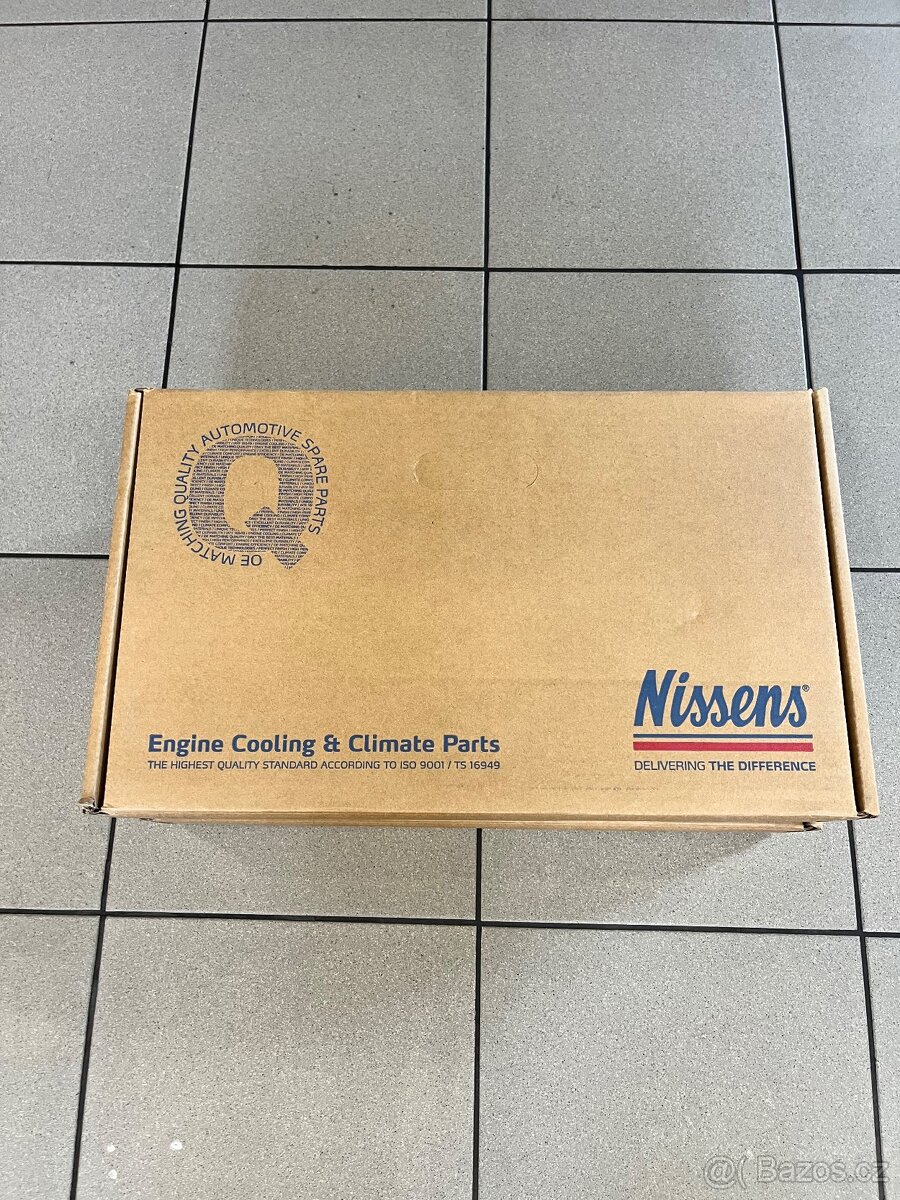 OE MATCHING QUALITY AUTOMOTIVE SPARE PARTS
Q
Nissens®
Engine Cooling & Climate Parts
THE HIGHEST QUALITY STANDARD ACCORDING TO ISO 9001 / TS 16949
DELIVERING THE DIFFERENCE
@( Bazos.cz